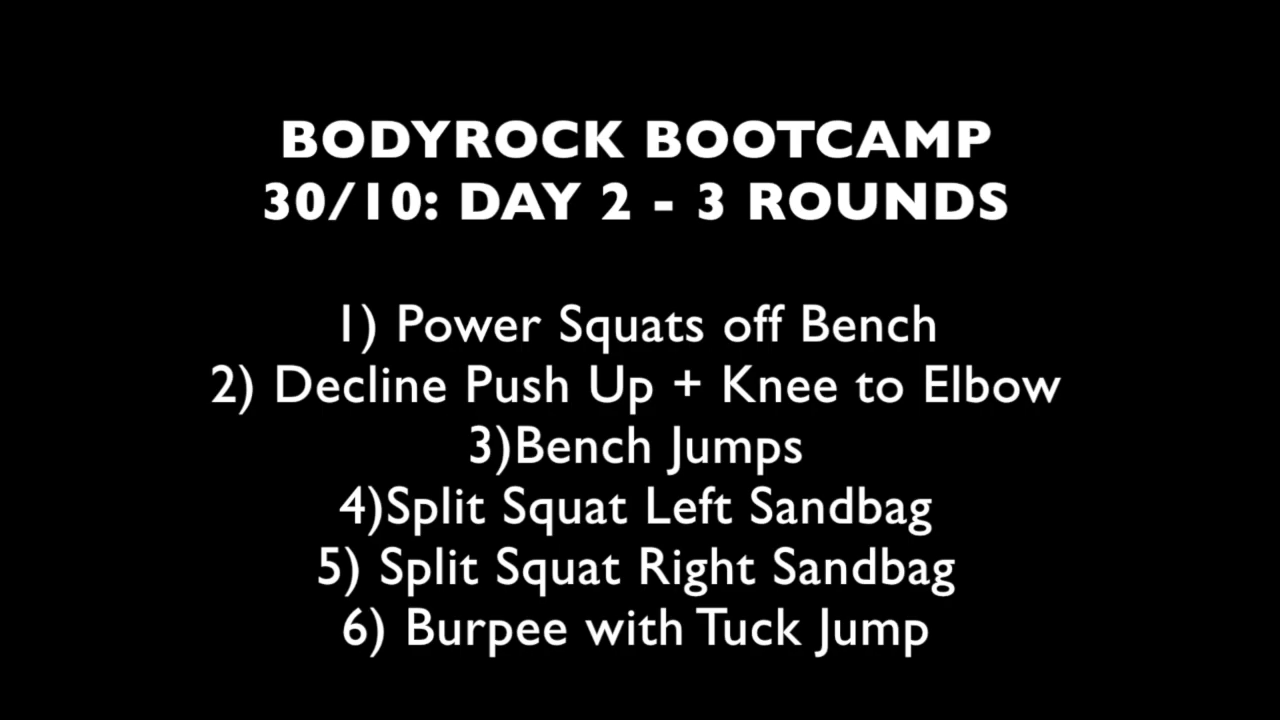 BODYROCK BOOTCAMP
30/10: DAY 2 - 3 ROUNDS
1) Power Squats off Bench
2) Decline Push Up + Knee to Elbow
3)Bench Jumps
4)Split Squat Left Sandbag
5) Split Squat Right Sandbag
6) Burpee with Tuck Jump